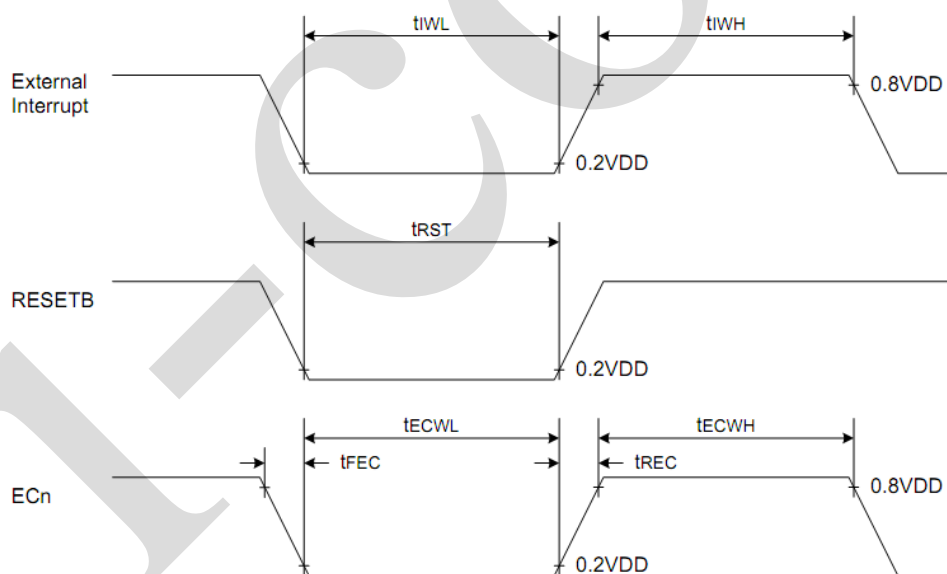 tIWL
tIWH
External
Interrupt
0.8VDD
0.2VDD
tRST
RESETB
0.2VDD
tECWL
tECWH
tFEC
tREC
ECn
0.8VDD
0.2VDD